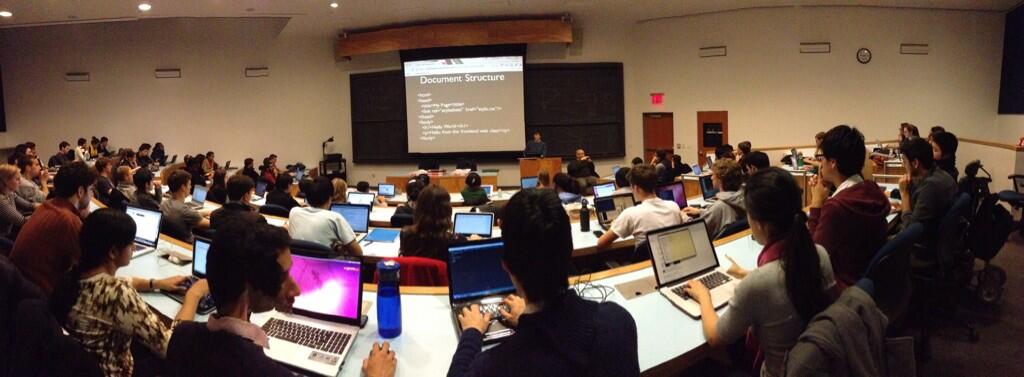 Document Structure
<html>
<head>
<title>My Page</title>
<link rel="stylesheet" href="style.css"/>
</head>
<body>
<h1>Hello World</h1>
<p>Hello from the frontend web class!</p>
</body>
EXIT